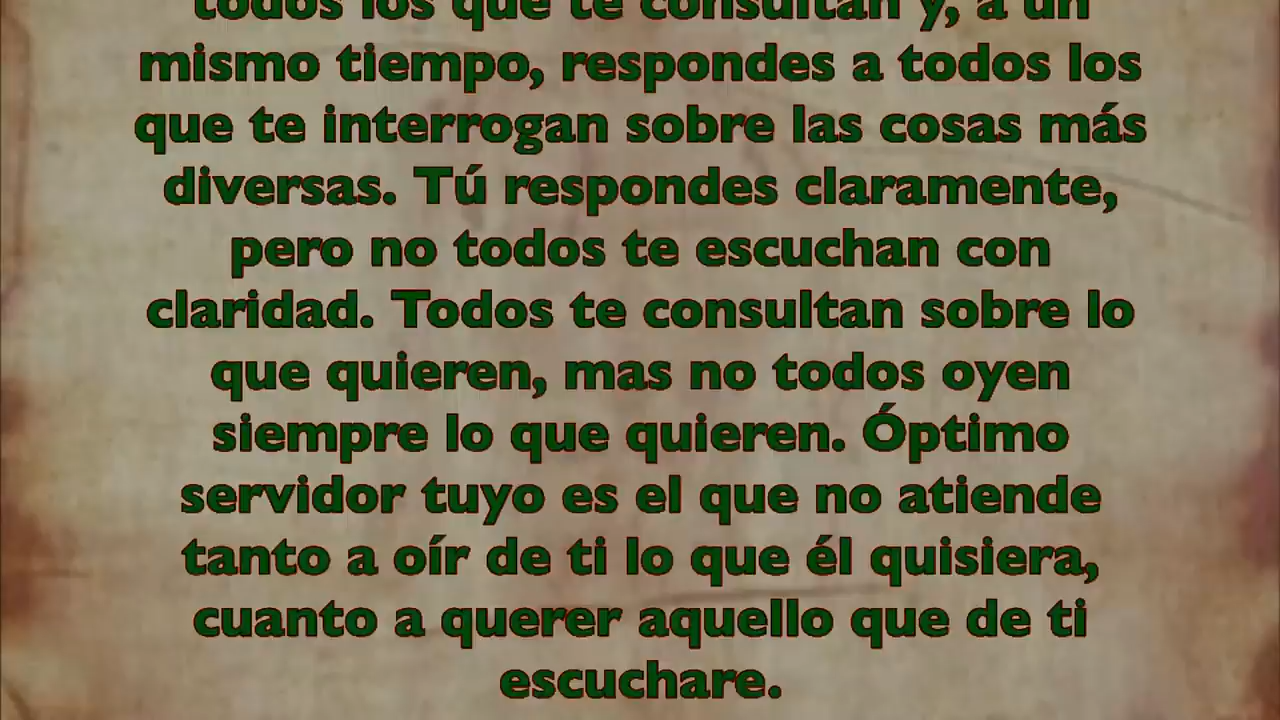 todos los que te consultan y, a un
mismo tiempo, respondes a todos los
que te interrogan sobre las cosas más
diversas. Tú respondes claramente,
pero no todos te escuchan con
claridad. Todos te consultan sobre lo
que quieren, mas no todos oyen
siempre lo que quieren. Óptimo
servidor tuyo es el que no atiende
tanto a oír de ti lo que él quisiera,
cuanto a querer aquello que de ti
escuchare.